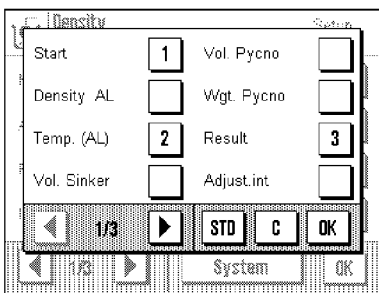 Density
Start 1 Vol. Pycno
Density AL Wgt. Pycno
Temp. (AL) 2 Result 3
Vol. Sinker Adjust.int
1/3 STD C OK
1/3 System OK